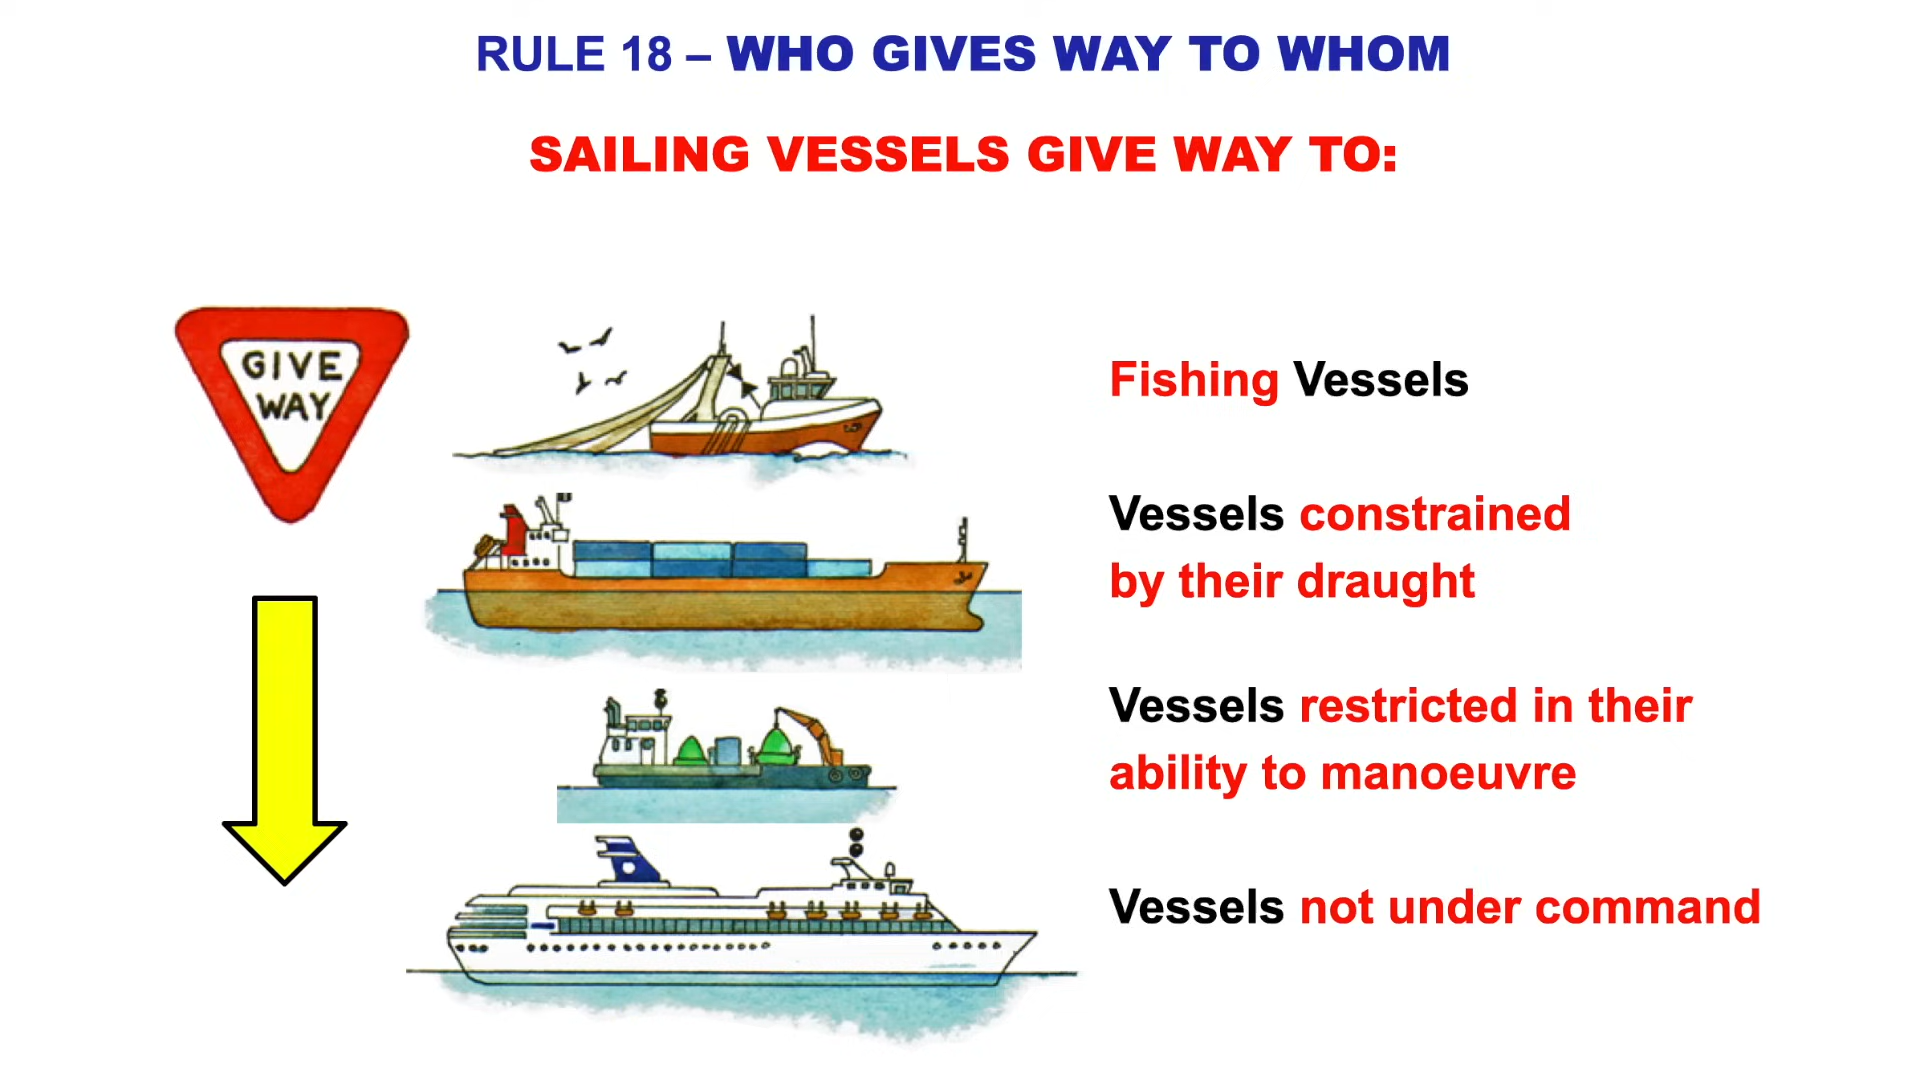 RULE 18 – WHO GIVES WAY TO WHOM
SAILING VESSELS GIVE WAY TO:
GIVE
WAY
Fishing Vessels
Vessels constrained
by their draught
Vessels restricted in their
ability to manoeuvre
Vessels not under command